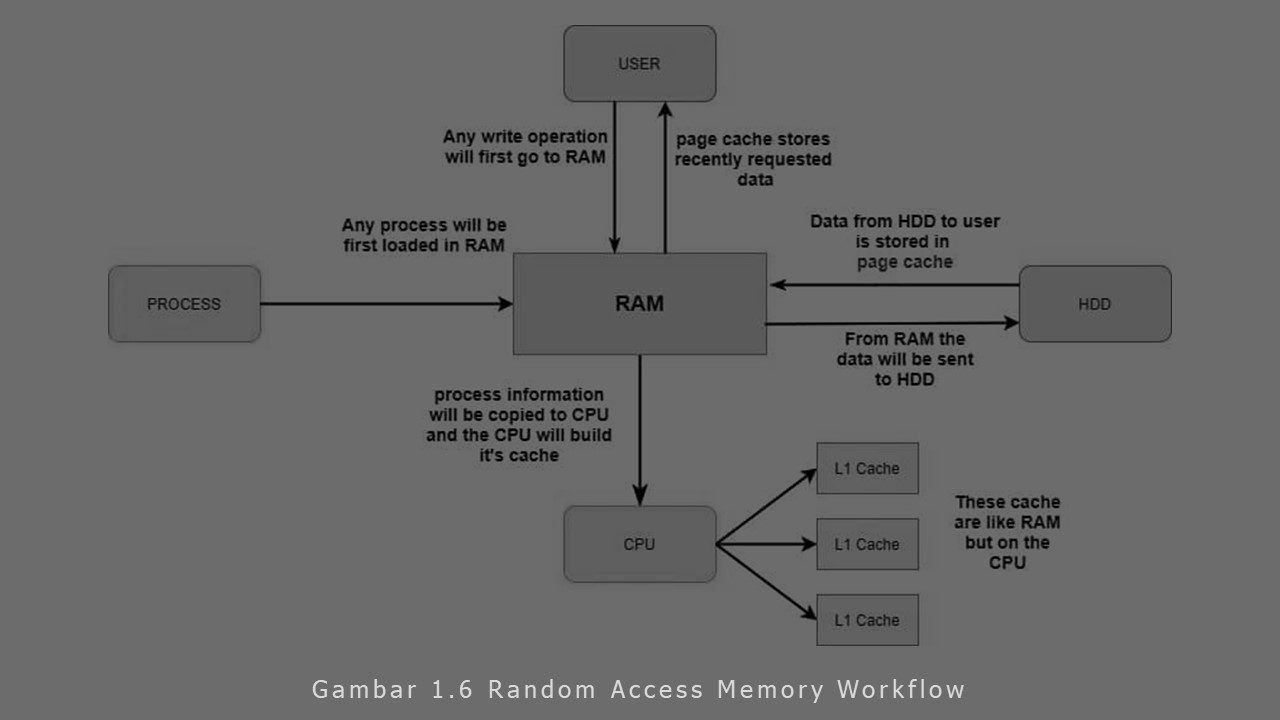 USER
Any write operation
will first go to RAM
page cache stores
recently requested
data
Any process will be
first loaded in RAM
Data from HDD to user
is stored in
page cache
PROCESS
RAM
HDD
From RAM the
data will be sent
to HDD
process information
will be copied to CPU
and the CPU will build
it's cache
CPU
L1 Cache
L1 Cache
L1 Cache
These cache
are like RAM
but on the
CPU
Gambar 1.6 Random Access Memory Workflow